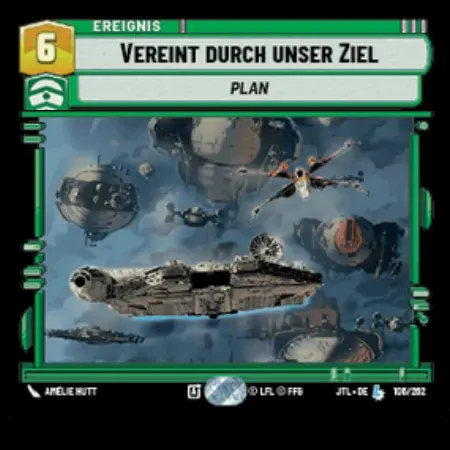 EREIGNIS
6
VEREINT DURCH UNSER ZIEL
PLAN
AMÉLIE HUTT
A © LFL © FFG
JTL • DE 106/262